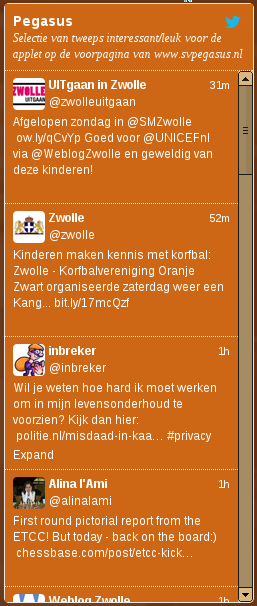 Pegasus
Selectie van tweeps interessant/leuk voor de
applet op de voorpagina van www.svpegasus.nl
UITgaan in Zwolle 31m
@zwolleuitgaan
Afgelopen zondag in @SMZwolle
ow.ly/qCvYp Goed voor @UNICEFnl
via @WeblogZwolle en geweldig van
deze kinderen!
Zwolle 52m
@zwolle
Kinderen maken kennis met korfbal:
Zwolle - Korfbalvereniging Oranje
Zwart organiseerde zaterdag weer een
Kang... bit.ly/17mcQzf
inbreker 1h
@inbreker
Wil je weten hoe hard ik moet werken
om in mijn levensonderhoud te
voorzien? Kijk dan hier:
politie.nl/misdaad-in-kaa… #privacy
Expand
Alina l'Ami 1h
@alinalami
First round pictorial report from the
ETCC! But today - back on the board:)
chessbase.com/post/etcc-kick…
Weblog Zwolle 1h